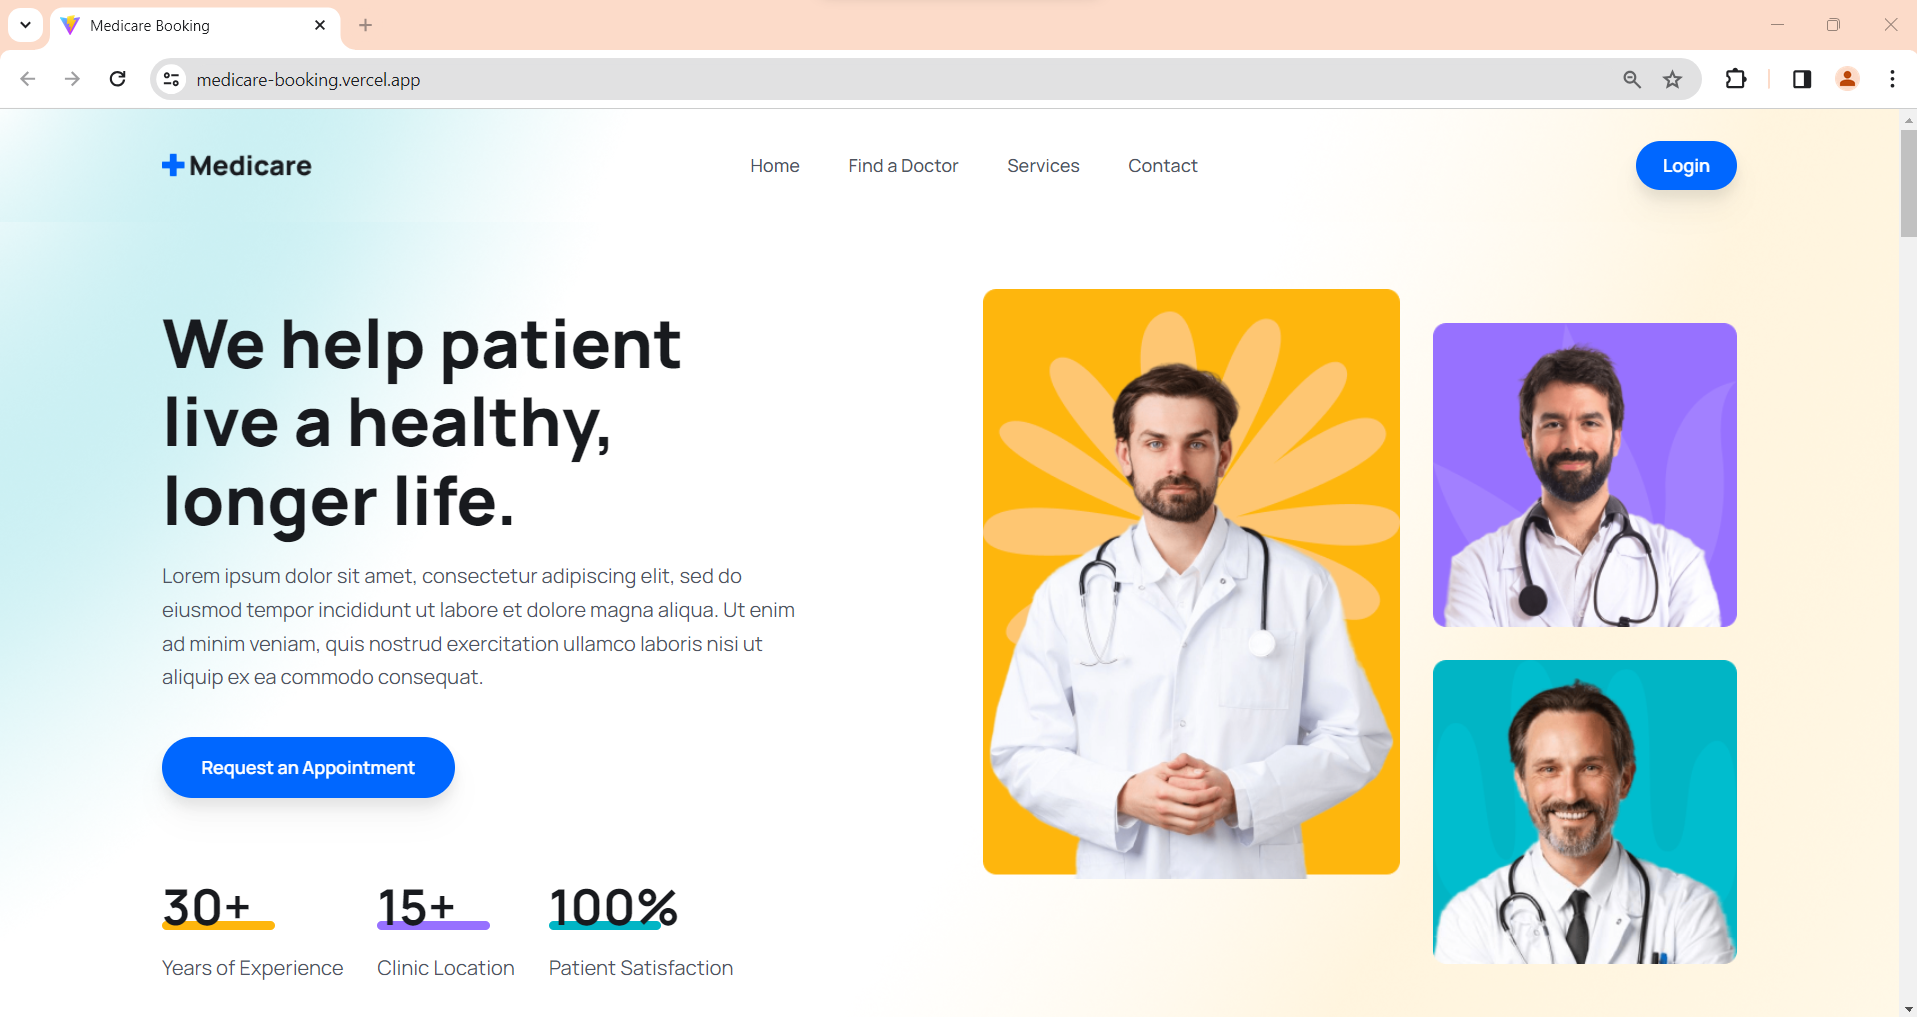 Medicare Booking
medicare-booking.vercel.app
Medicare
Home
Find a Doctor
Services
Contact
Login
We help patient
live a healthy,
longer life.
Lorem ipsum dolor sit amet, consectetur adipiscing elit, sed do
eiusmod tempor incididunt ut labore et dolore magna aliqua. Ut enim
ad minim veniam, quis nostrud exercitation ullamco laboris nisi ut
aliquip ex ea commodo consequat.
Request an Appointment
30+
Years of Experience
15+
Clinic Location
100%
Patient Satisfaction